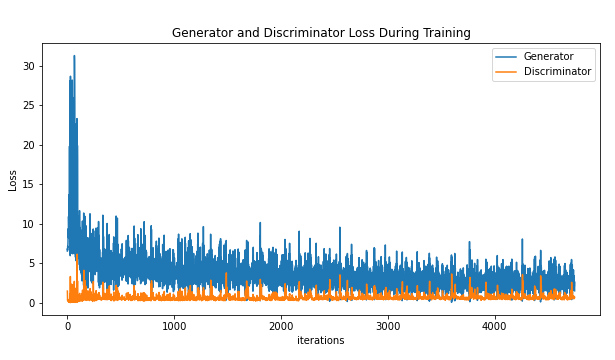 Generator and Discriminator Loss During Training
Generator
Discriminator
30
25
20
15
10
5
0
Loss
0 1000 2000 3000 4000
iterations